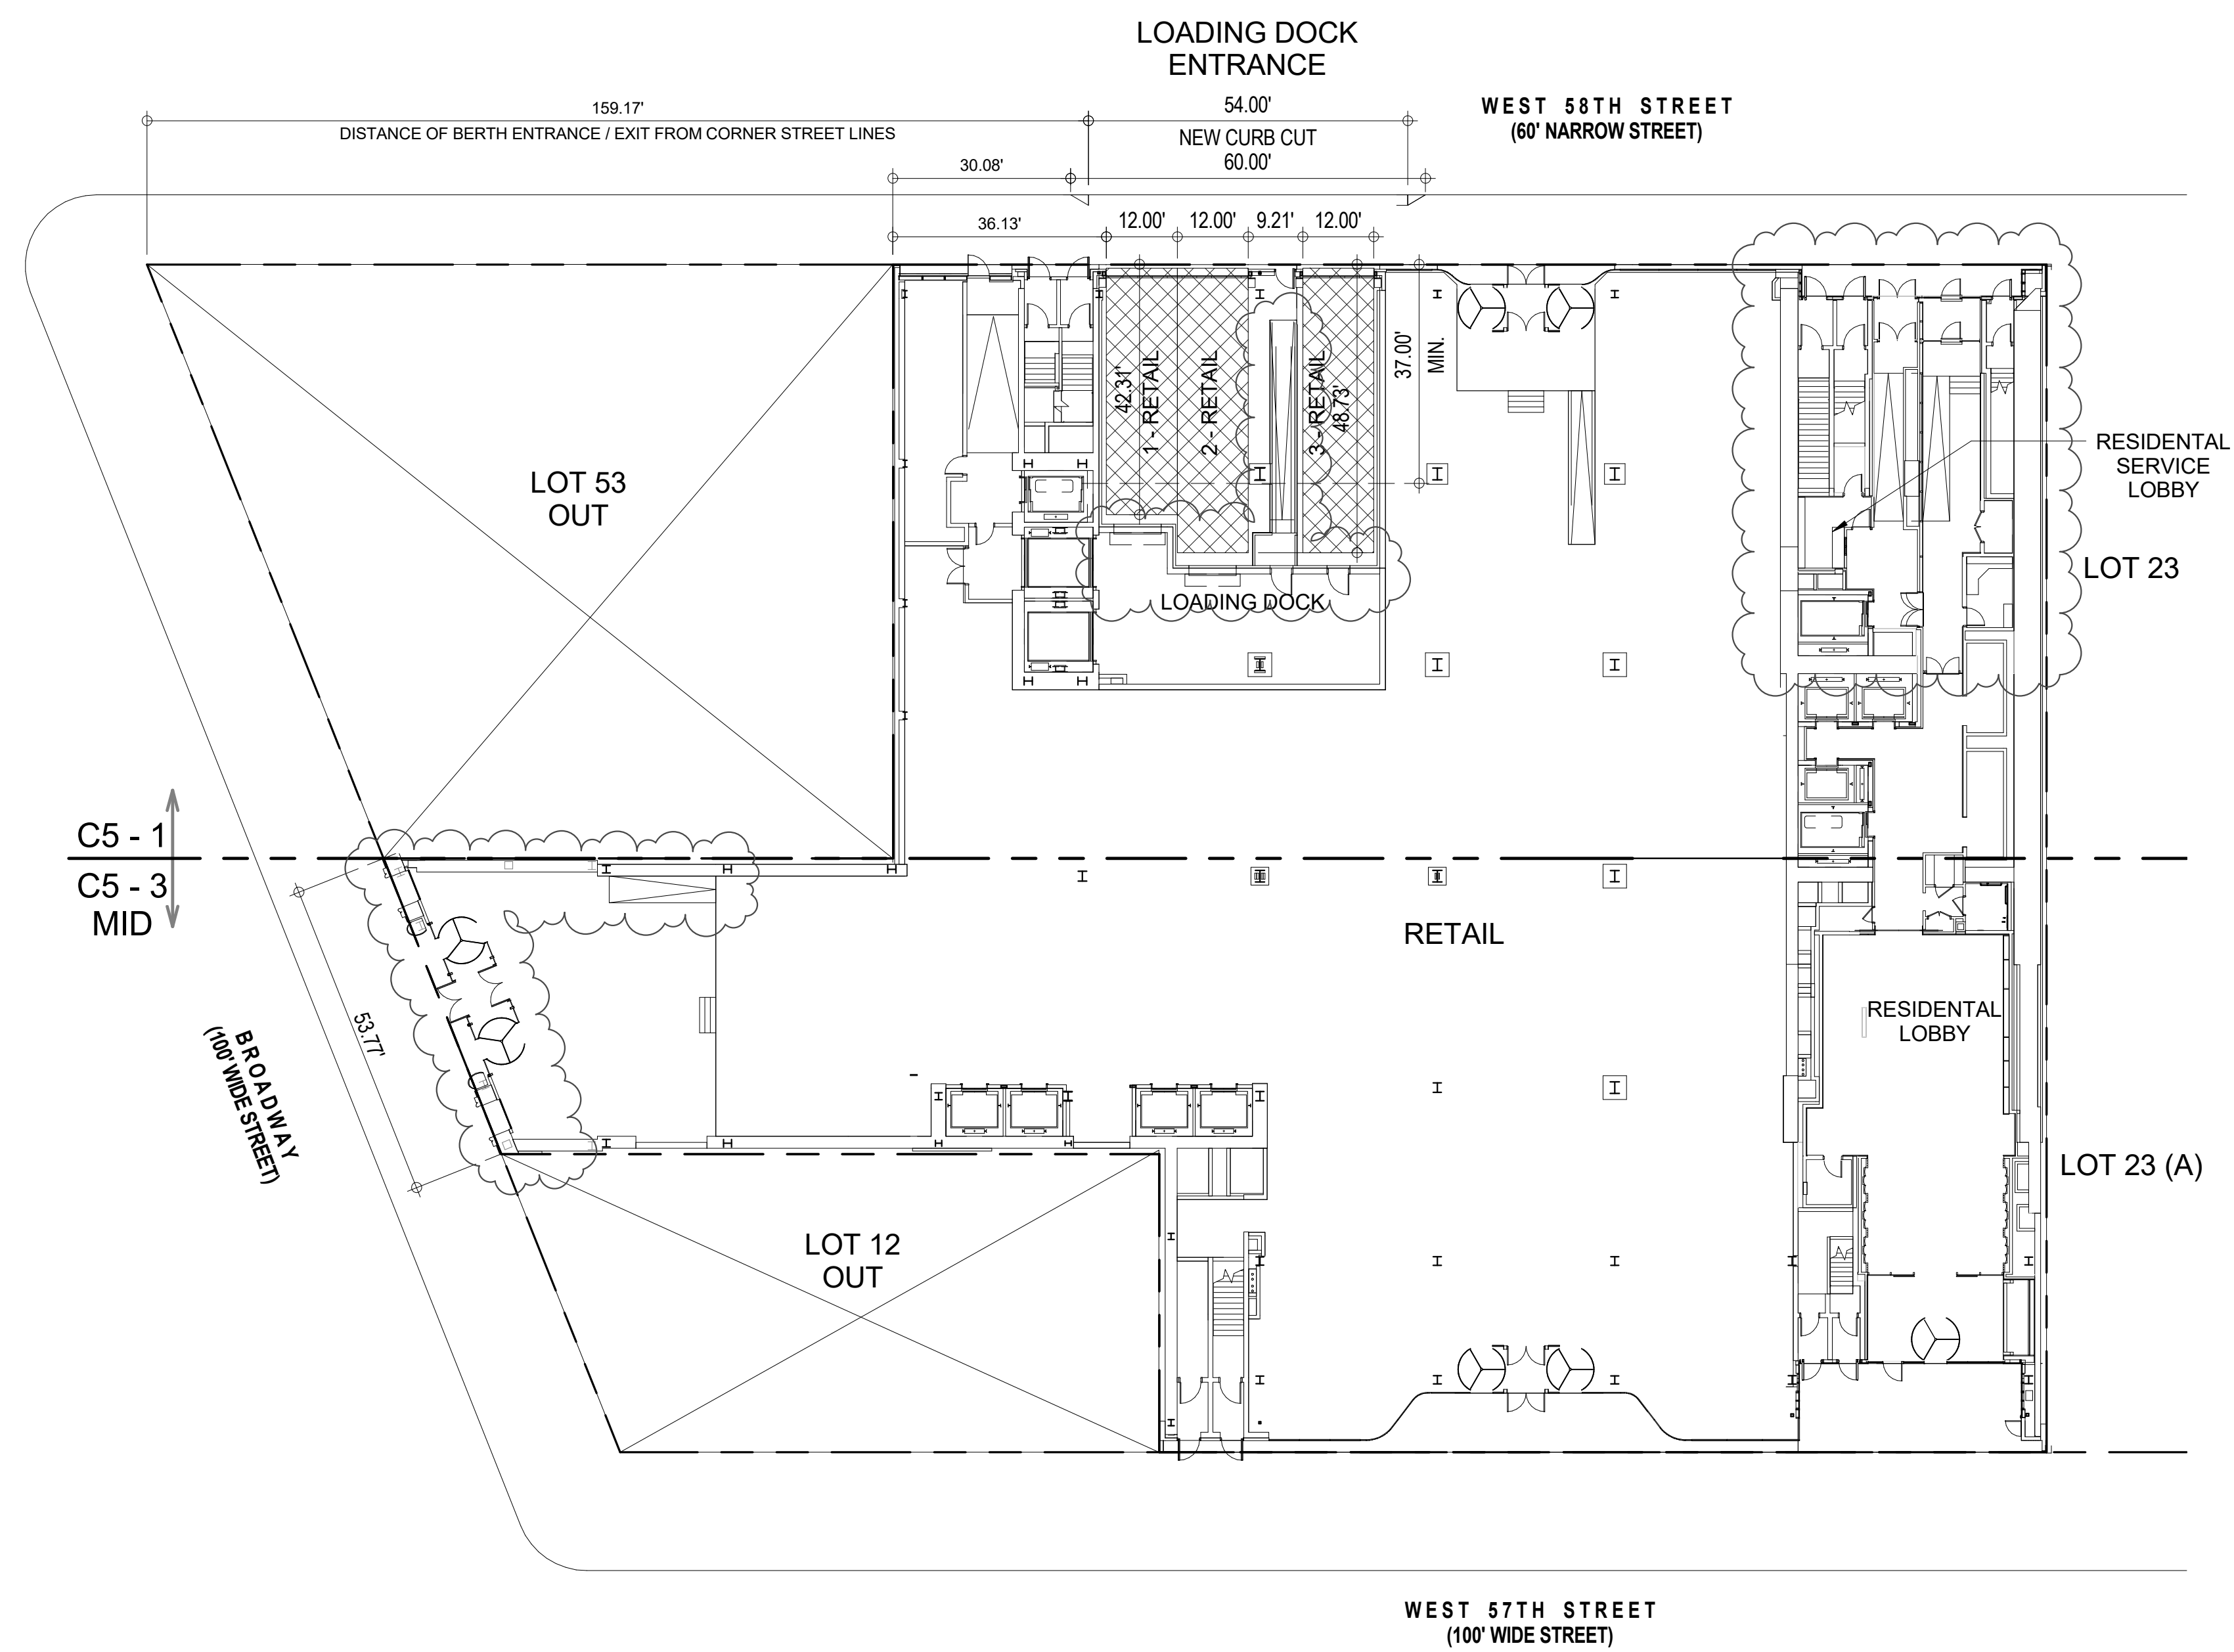 LOADING DOCK
ENTRANCE
159.17'
54.00'
WEST 58TH STREET
(60' NARROW STREET)
DISTANCE OF BERTH ENTRANCE / EXIT FROM CORNER STREET LINES
NEW CURB CUT
60.00'
30.08'
36.13'
12.00'
12.00'
9.21'
12.00'
42.31'
1 - RETAIL
2 - RETAIL
3 - RETAIL
48.73'
37.00'
MIN.
LOT 53
OUT
RESIDENTAL
SERVICE
LOBBY
LOT 23
LOADING DOCK
C5 - 1
C5 - 3
MID
RETAIL
53.77'
BROADWAY
(100' WIDE STREET)
RESIDENTAL
LOBBY
LOT 23 (A)
LOT 12
OUT
WEST 57TH STREET
(100' WIDE STREET)